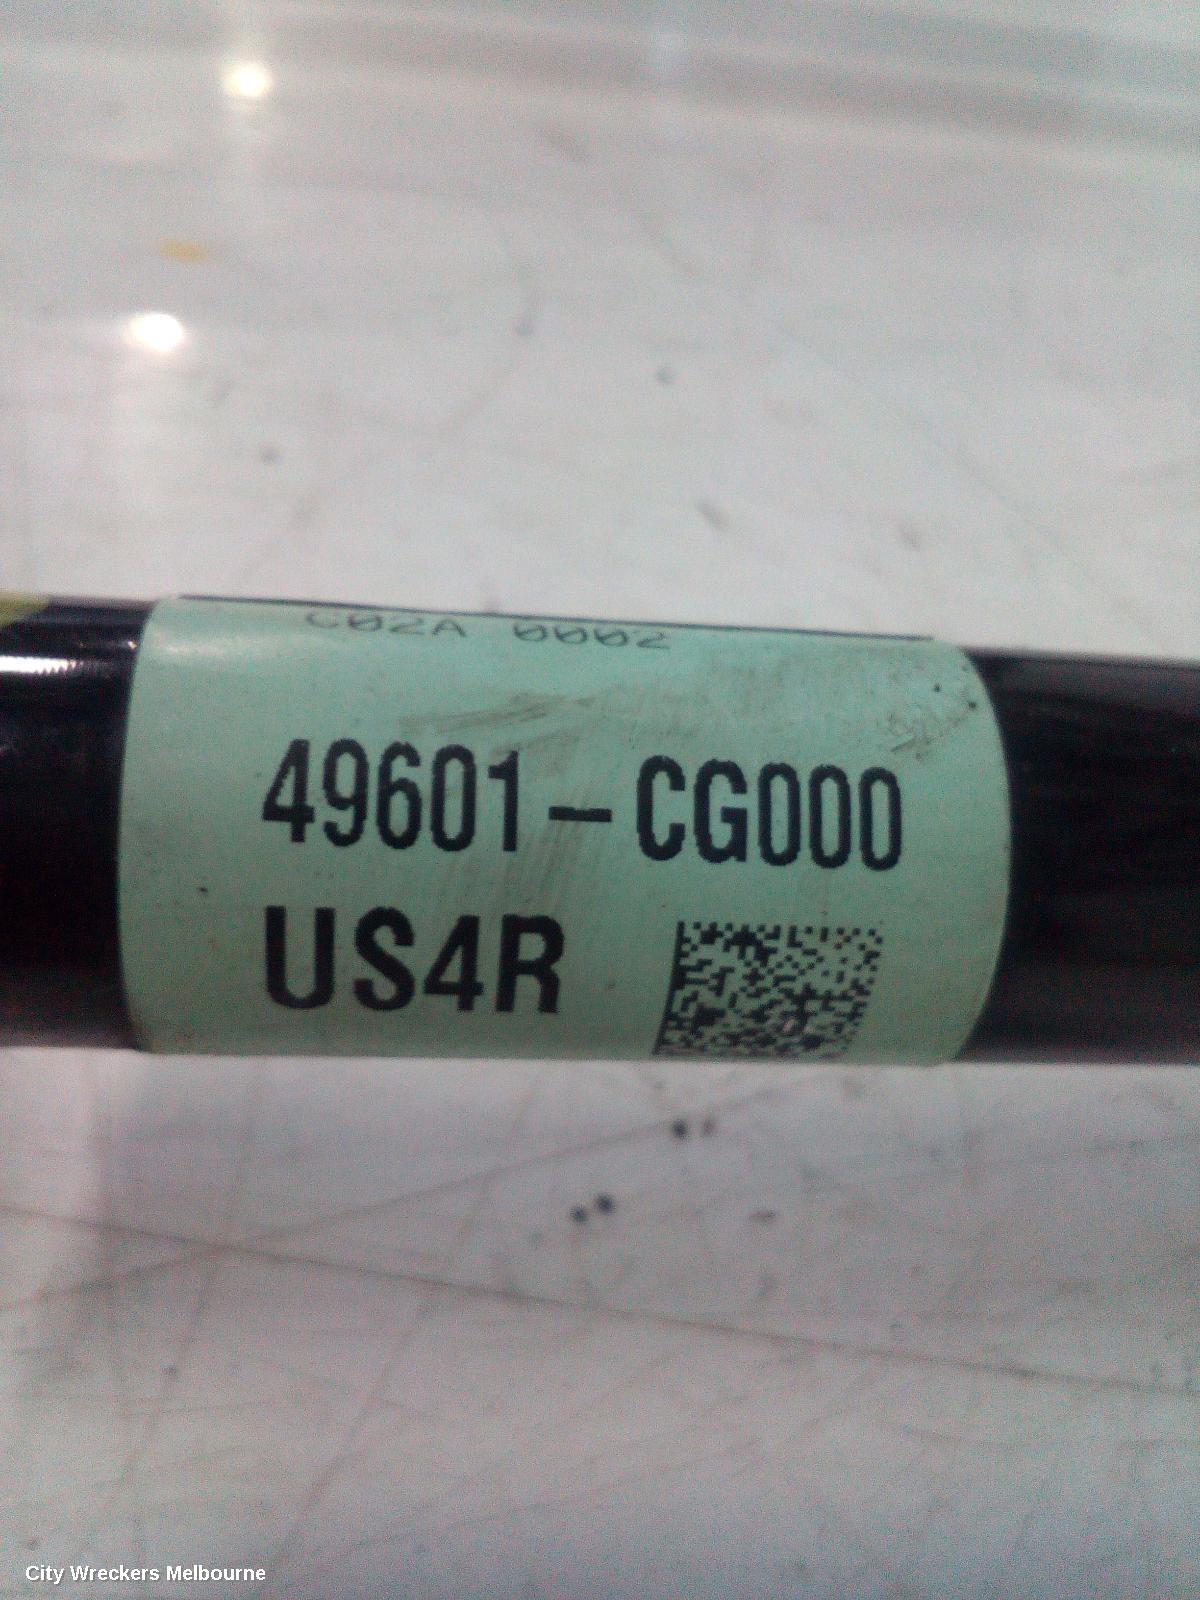 C02A 0002
49601-CG000
US4R
City Wreckers Melbourne